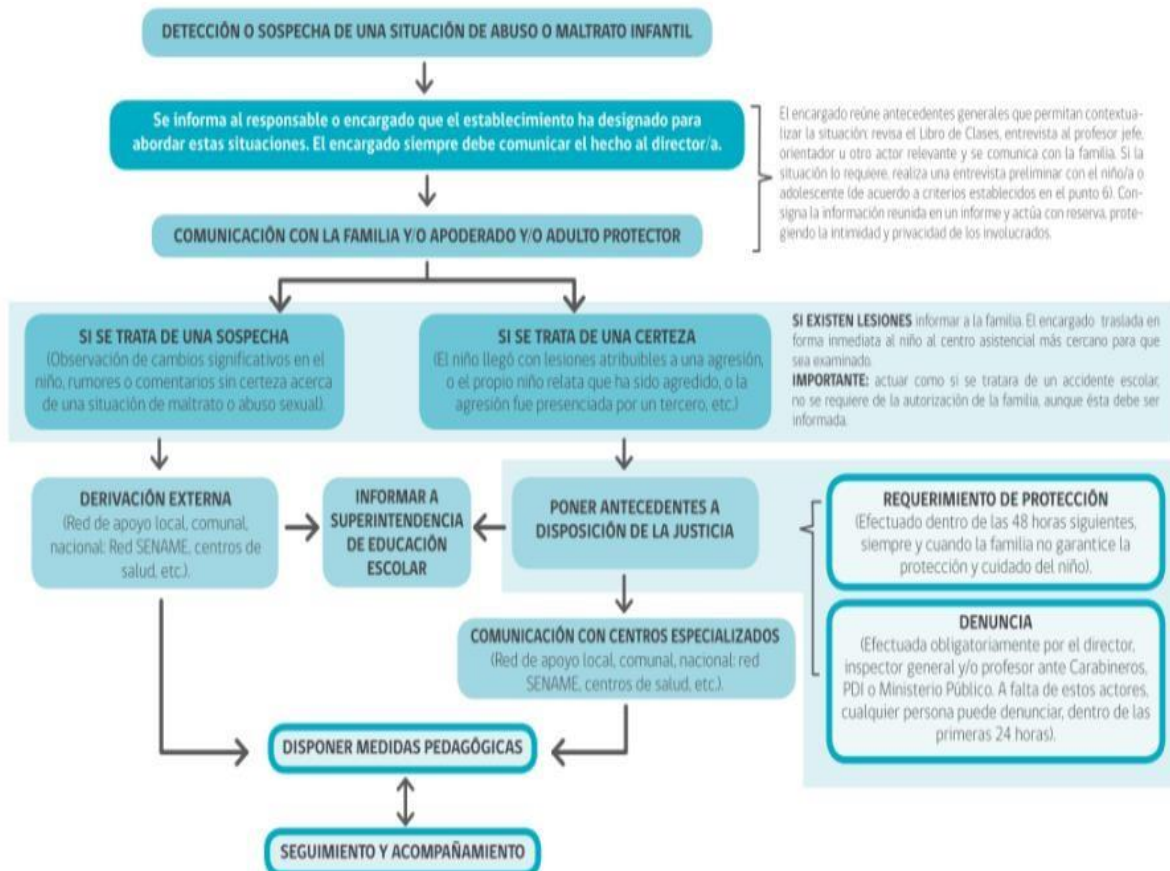 DETECCIÓN O SOSPECHA DE UNA SITUACIÓN DE ABUSO O MALTRATO INFANTIL
Se informa al responsable o encargado que el establecimiento ha designado para
abordar estas situaciones. El encargado siempre debe comunicar el hecho al director/a.
El encargado reúne antecedentes generales que permitan contextua-
lizar la situación: revisa el Libro de Clases, entrevista al profesor jefe,
orientador u otro actor relevante y se comunica con la familia. Si la
situación lo requiere, realiza una entrevista preliminar con el niño/a o
adolescente (de acuerdo a criterios establecidos en el punto 6). Con-
signa la información reunida en un informe y actúa con reserva, prote-
giendo la intimidad y privacidad de los involucrados.
COMUNICACIÓN CON LA FAMILIA Y/O APODERADO Y/O ADULTO PROTECTOR
SI SE TRATA DE UNA SOSPECHA
(Observación de cambios significativos en el
niño, rumores o comentarios sin certeza acerca
de una situación de maltrato o abuso sexual).
SI SE TRATA DE UNA CERTEZA
(El niño llegó con lesiones atribuibles a una agresión,
o el propio niño relata que ha sido agredido, o la
agresión fue presenciada por un tercero, etc.)
SI EXISTEN LESIONES informar a la familia. El encargado traslada en
forma inmediata al niño al centro asistencial más cercano para que
sea examinado.
IMPORTANTE: actuar como si se tratara de un accidente escolar,
no se requiere de la autorización de la familia, aunque ésta debe ser
informada.
DERIVACIÓN EXTERNA
(Red de apoyo local, comunal,
nacional: Red SENAME, centros de
salud, etc.).
INFORMAR A
SUPERINTENDENCIA
DE EDUCACIÓN
ESCOLAR
PONER ANTECEDENTES A
DISPOSICIÓN DE LA JUSTICIA
REQUERIMIENTO DE PROTECCIÓN
(Efectuado dentro de las 48 horas siguientes,
siempre y cuando la familia no garantice la
protección y cuidado del niño).
DENUNCIA
(Efectuada obligatoriamente por el director,
inspector general y/o profesor ante Carabineros,
PDI o Ministerio Público. A falta de estos actores,
cualquier persona puede denunciar, dentro de las
primeras 24 horas).
COMUNICACIÓN CON CENTROS ESPECIALIZADOS
(Red de apoyo local, comunal, nacional: red
SENAME, centros de salud, etc.).
DISPONER MEDIDAS PEDAGÓGICAS
SEGUIMIENTO Y ACOMPAÑAMIENTO